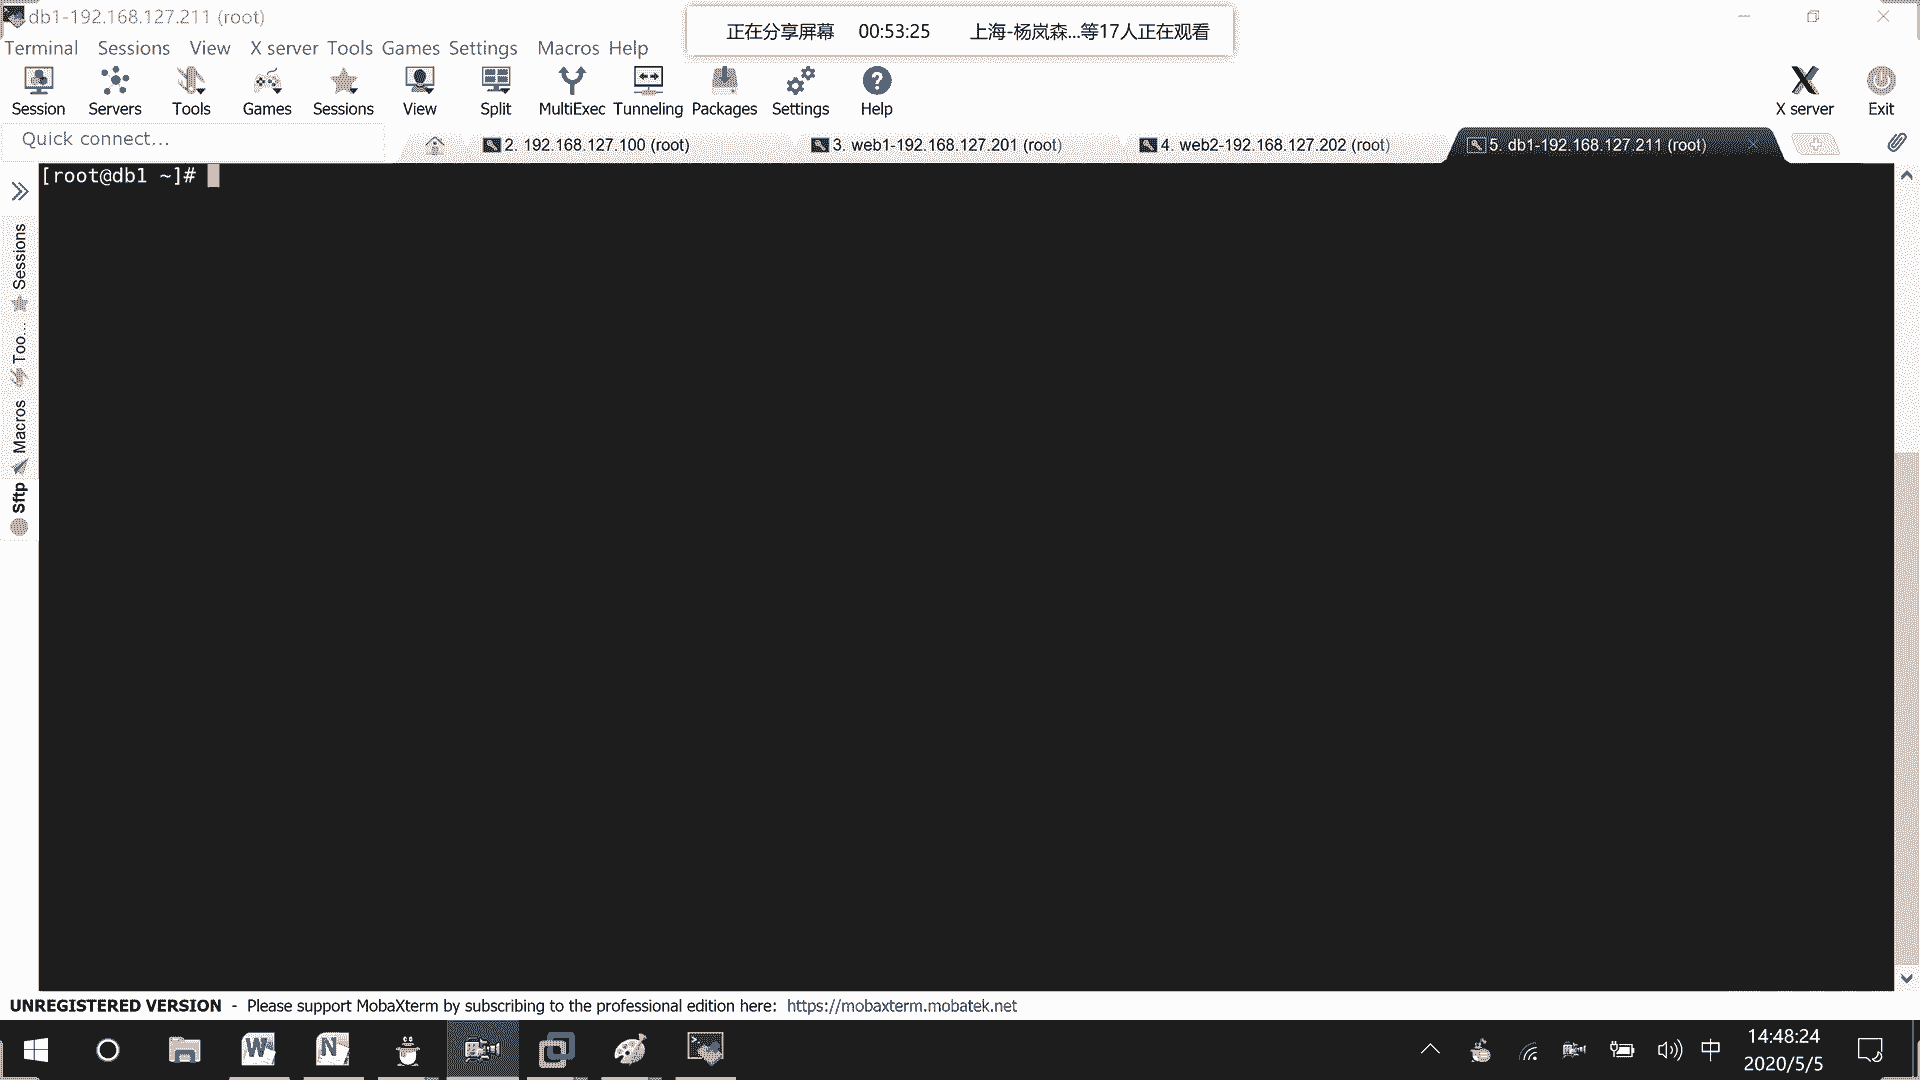 db1-192.168.127.211 (root)
正在分享屏幕 00:53:25 上海-杨岚森...等17人正在观看
Terminal Sessions View X server Tools Games Settings Macros Help
Session Servers Tools Games Sessions View Split MultiExec Tunneling Packages Settings Help X server Exit
Quick connect...
2. 192.168.127.100 (root) 3. web1-192.168.127.201 (root) 4. web2-192.168.127.202 (root) 5. db1-192.168.127.211 (root)
[root@db1 ~]#
Sessions
Too...
Macros
Sftp
UNREGISTERED VERSION - Please support MobaXterm by subscribing to the professional edition here: https://mobaxterm.mobatek.net
中
14:48:24
2020/5/5